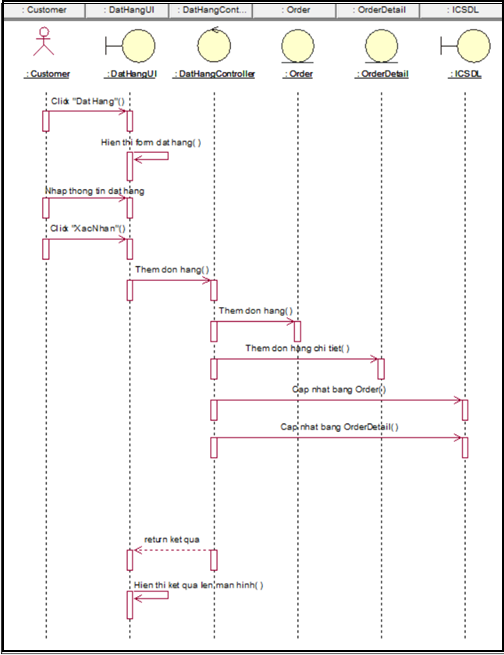 : Customer
: DatHangUI
: DatHangCont...
: Order
: OrderDetail
: ICSDL
: Customer
: DatHangUI
: DatHangController
: Order
: OrderDetail
: ICSDL
Click "Dat Hang"()
Hien thi form dat hang( )
Nhap thong tin dat hang
Click "XacNhan"()
Them don hang( )
Them don hang( )
Them don hang chi tiet( )
Cap nhat bang Order( )
Cap nhat bang OrderDetail( )
return ket qua
Hien thi ket qua len man hinh( )